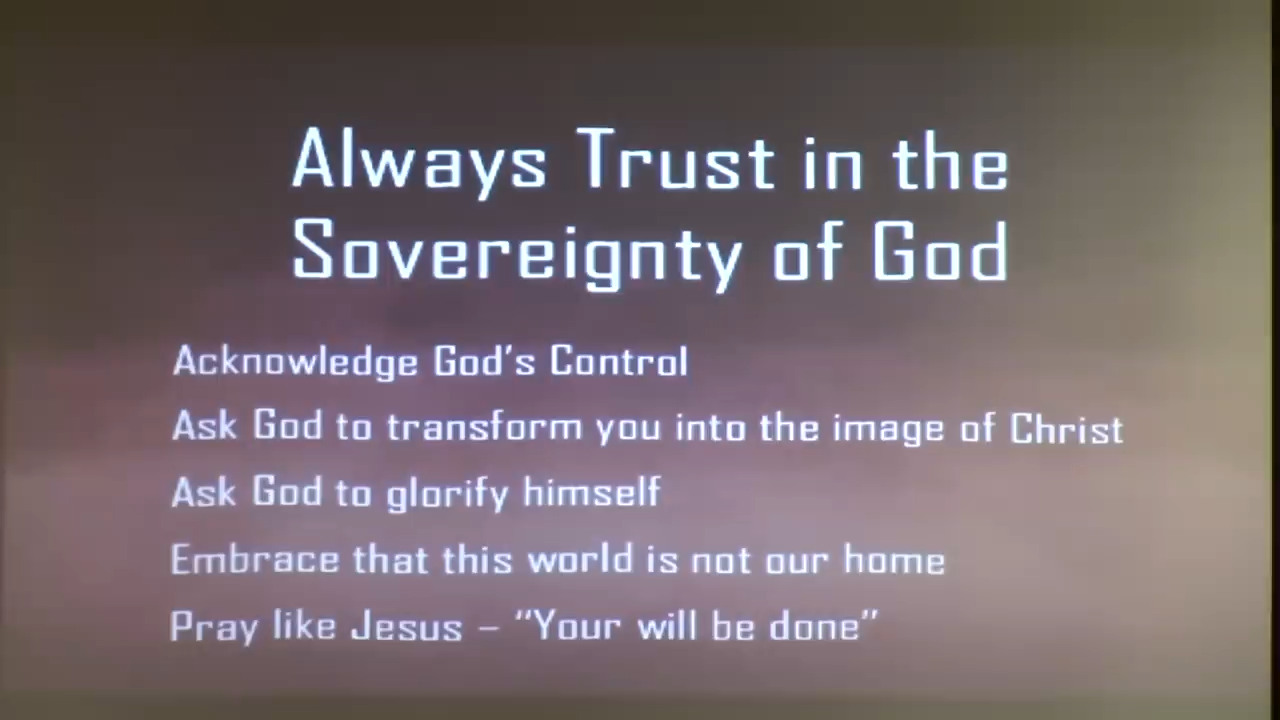 Always Trust in the
Sovereignty of God
Acknowledge God's Control
Ask God to transform you into the image of Christ
Ask God to glorify himself
Embrace that this world is not our home
Pray like Jesus – "Your will be done"